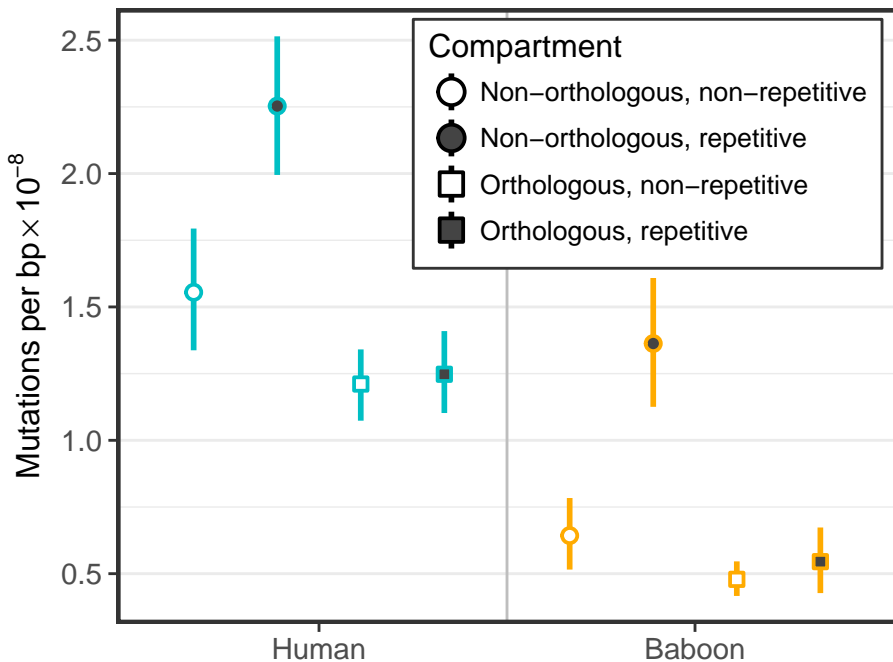 2.5
2.0
1.5
1.0
0.5
Mutations per bp × 10⁻⁸
Compartment
Non−orthologous, non−repetitive
Non−orthologous, repetitive
Orthologous, non−repetitive
Orthologous, repetitive
Human
Baboon